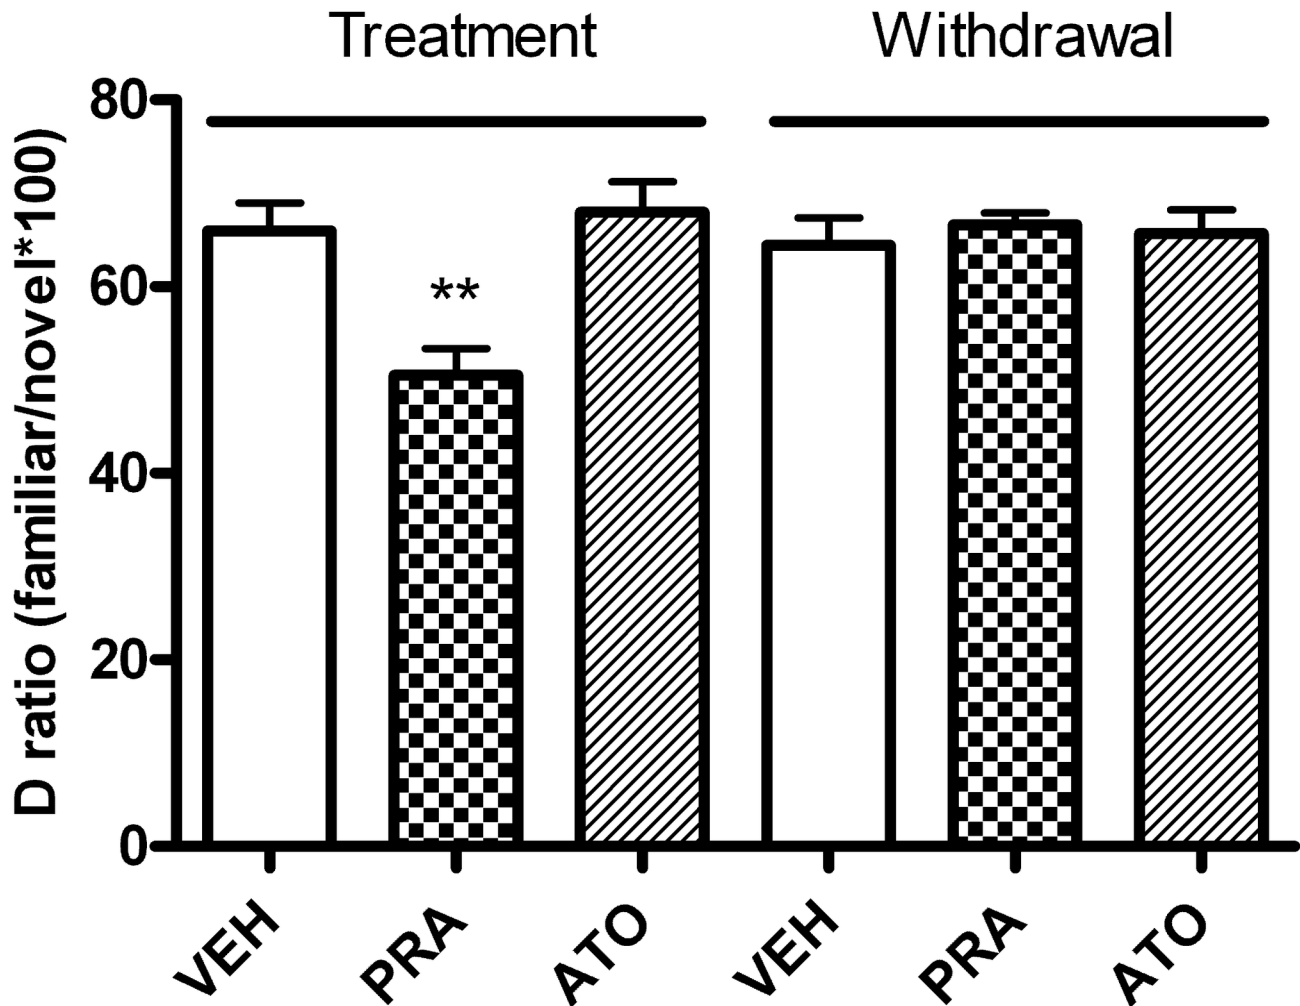 Treatment Withdrawal
D ratio (familiar/novel*100)
80
60
40
20
0
**
VEH PRA ATO VEH PRA ATO